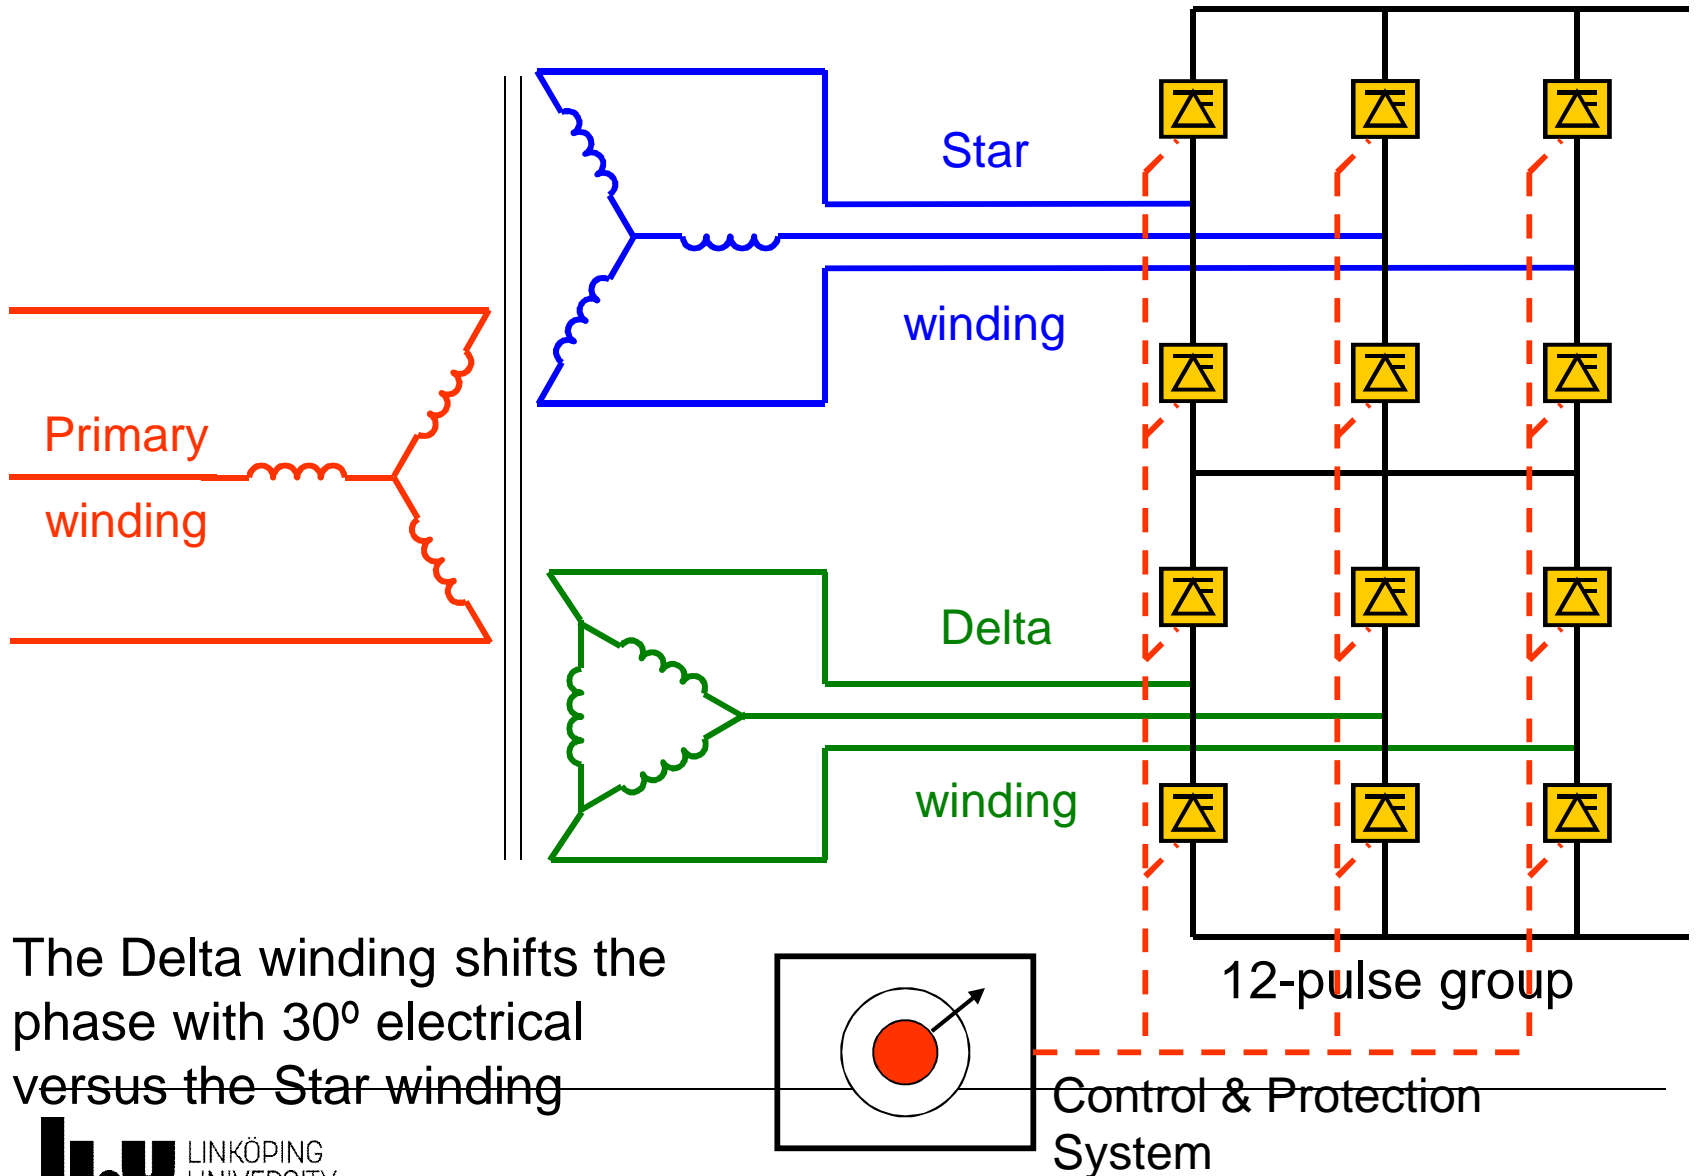 Star
winding
Primary
winding
Delta
winding
The Delta winding shifts the
phase with 30º electrical
versus the Star winding
12-pulse group
Control & Protection
System
LINKÖPING
UNIVERSITY